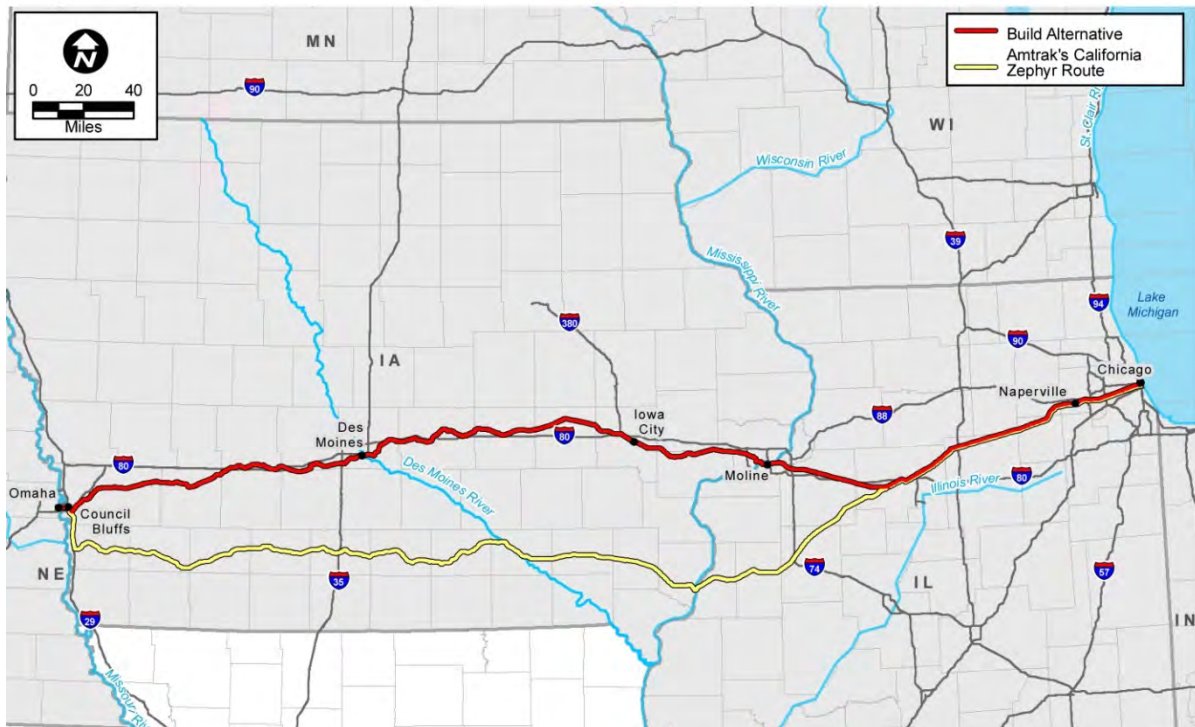 MN
N
0 20 40
Miles
90
Build Alternative
Amtrak's California
Zephyr Route
WI
St. Clair
Wisconsin River
39
Mississippi River
Lake
Michigan
94
380
90
IA
Chicago
Naperville
Des
Moines
Iowa
City
88
80
80
Moline
Des Moines River
Illinois River
80
Omaha
Council
Bluffs
NE
35
74
IL
57
IN
29
Missouri